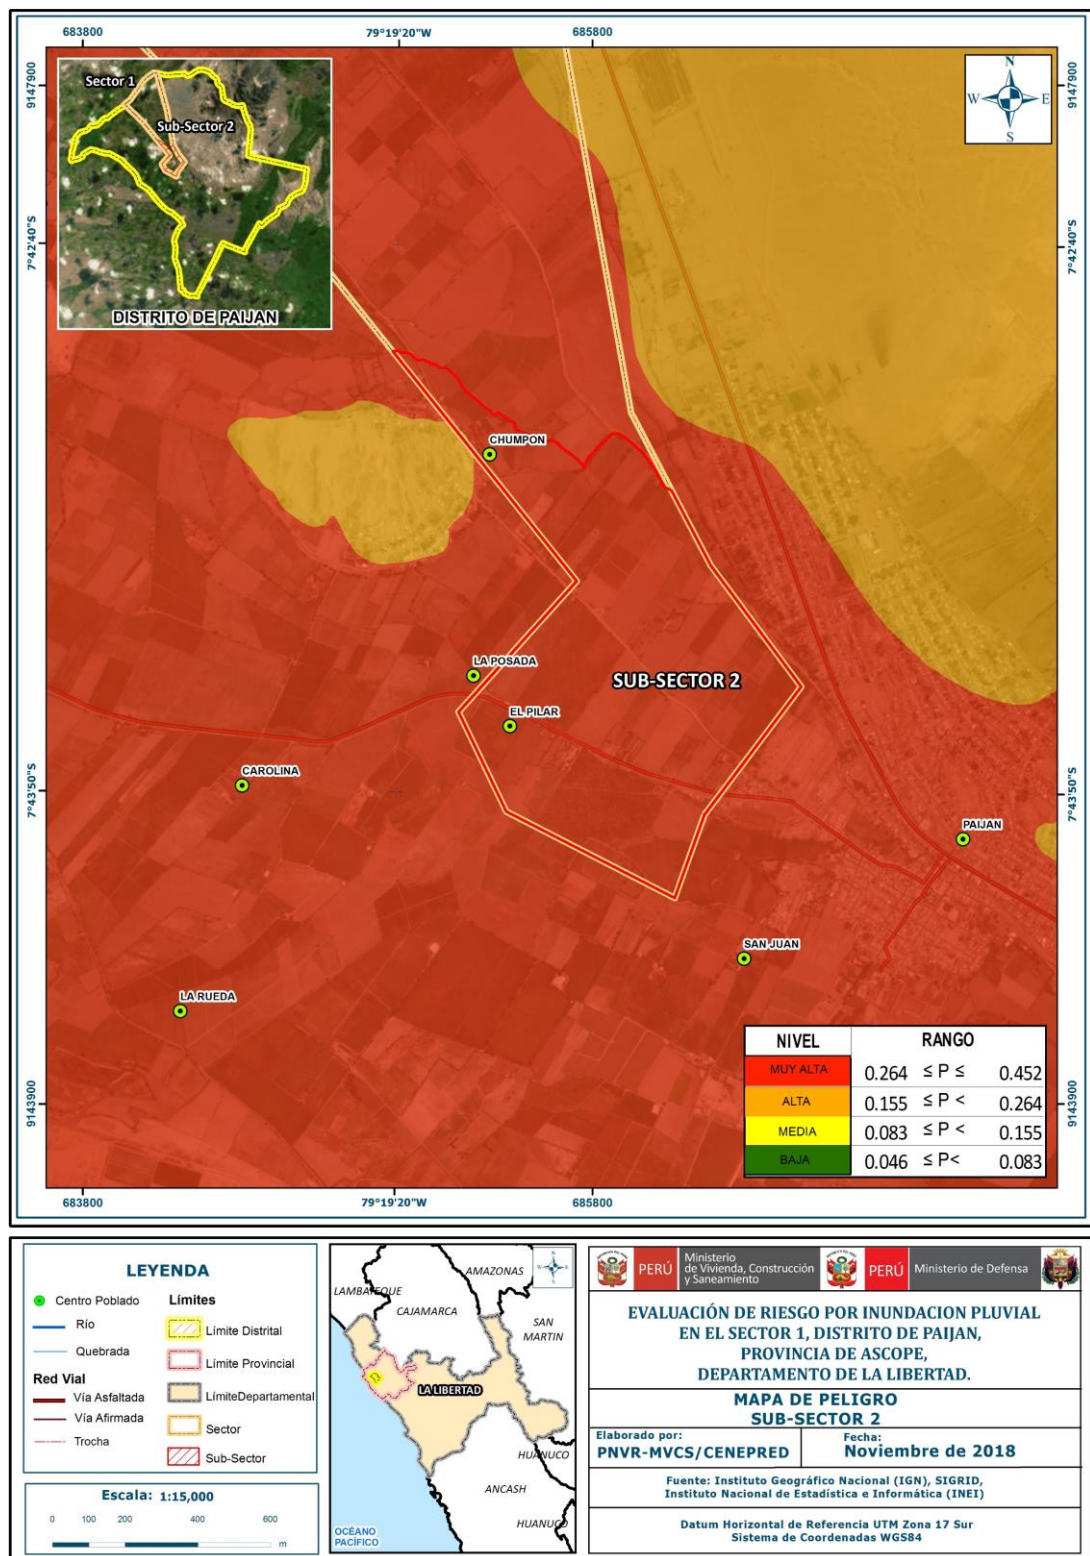 683800
79°19'20"W
685800
9147900
9147900
Sector 1
Sub-Sector 2
DISTRITO DE PAIJAN
N
W
E
S
7°42'40"S
7°42'40"S
CHUMPON
LA POSADA
SUB-SECTOR 2
EL PILAR
CAROLINA
7°43'50"S
7°43'50"S
PAIJAN
SAN JUAN
LA RUEDA
NIVEL RANGO
MUY ALTA 0.264 ≤ P ≤ 0.452
ALTA 0.155 ≤ P < 0.264
MEDIA 0.083 ≤ P < 0.155
BAJA 0.046 ≤ P< 0.083
9143900
9143900
683800
79°19'20"W
685800
LEYENDA
Centro Poblado
Río
Quebrada
Red Vial
Vía Asfaltada
Vía Afirmada
Trocha
Límites
Límite Distrital
Límite Provincial
LímiteDepartamental
Sector
Sub-Sector
Escala: 1:15,000
0 100 200 400 600
m
N
W
E
S
AMAZONAS
LAMBAYEQUE
CAJAMARCA
SAN
MARTIN
LA LIBERTAD
HUANUCO
ANCASH
HUANUCO
OCÉANO
PACÍFICO
PERÚ
Ministerio
de Vivienda, Construcción
y Saneamiento
PERÚ
Ministerio de Defensa
EVALUACIÓN DE RIESGO POR INUNDACION PLUVIAL
EN EL SECTOR 1, DISTRITO DE PAIJAN,
PROVINCIA DE ASCOPE,
DEPARTAMENTO DE LA LIBERTAD.
MAPA DE PELIGRO
SUB-SECTOR 2
Elaborado por:
PNVR-MVCS/CENEPRED
Fecha:
Noviembre de 2018
Fuente: Instituto Geográfico Nacional (IGN), SIGRID,
Instituto Nacional de Estadística e Informática (INEI)
Datum Horizontal de Referencia UTM Zona 17 Sur
Sistema de Coordenadas WGS84